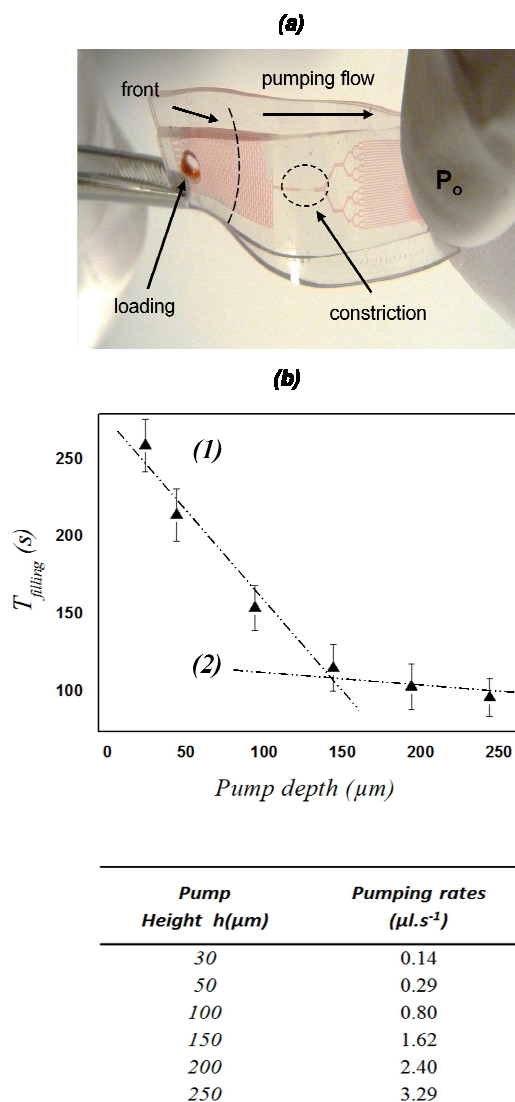 (a)
pumping flow
front
Po
loading
constriction
(b)
250
200
150
100
(1)
(2)
Tfilling (s)
0 50 100 150 200 250
Pump depth (µm)
Pump Pumping rates
Height h(µm) (µl.s-1)
30 0.14
50 0.29
100 0.80
150 1.62
200 2.40
250 3.29